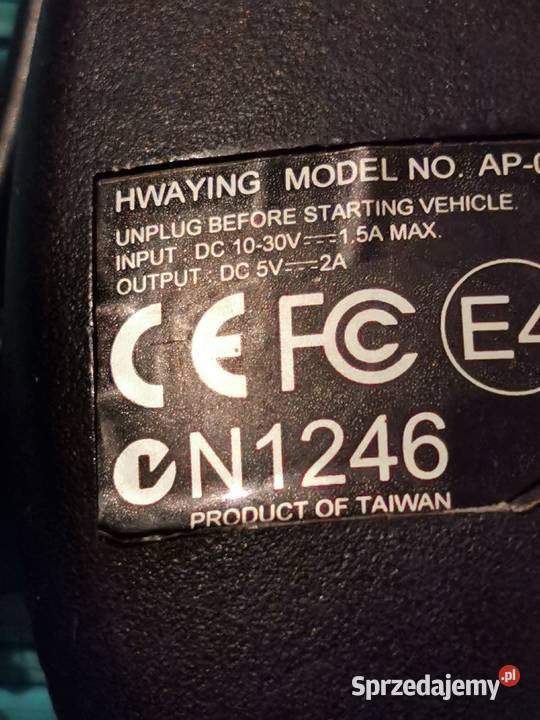 HWAYING MODEL NO. AP-0
UNPLUG BEFORE STARTING VEHICLE.
INPUT : DC 10-30V⎓1.5A MAX.
OUTPUT : DC 5V⎓2A
CE FC E4
N1246
PRODUCT OF TAIWAN
Sprzedajemy.pl